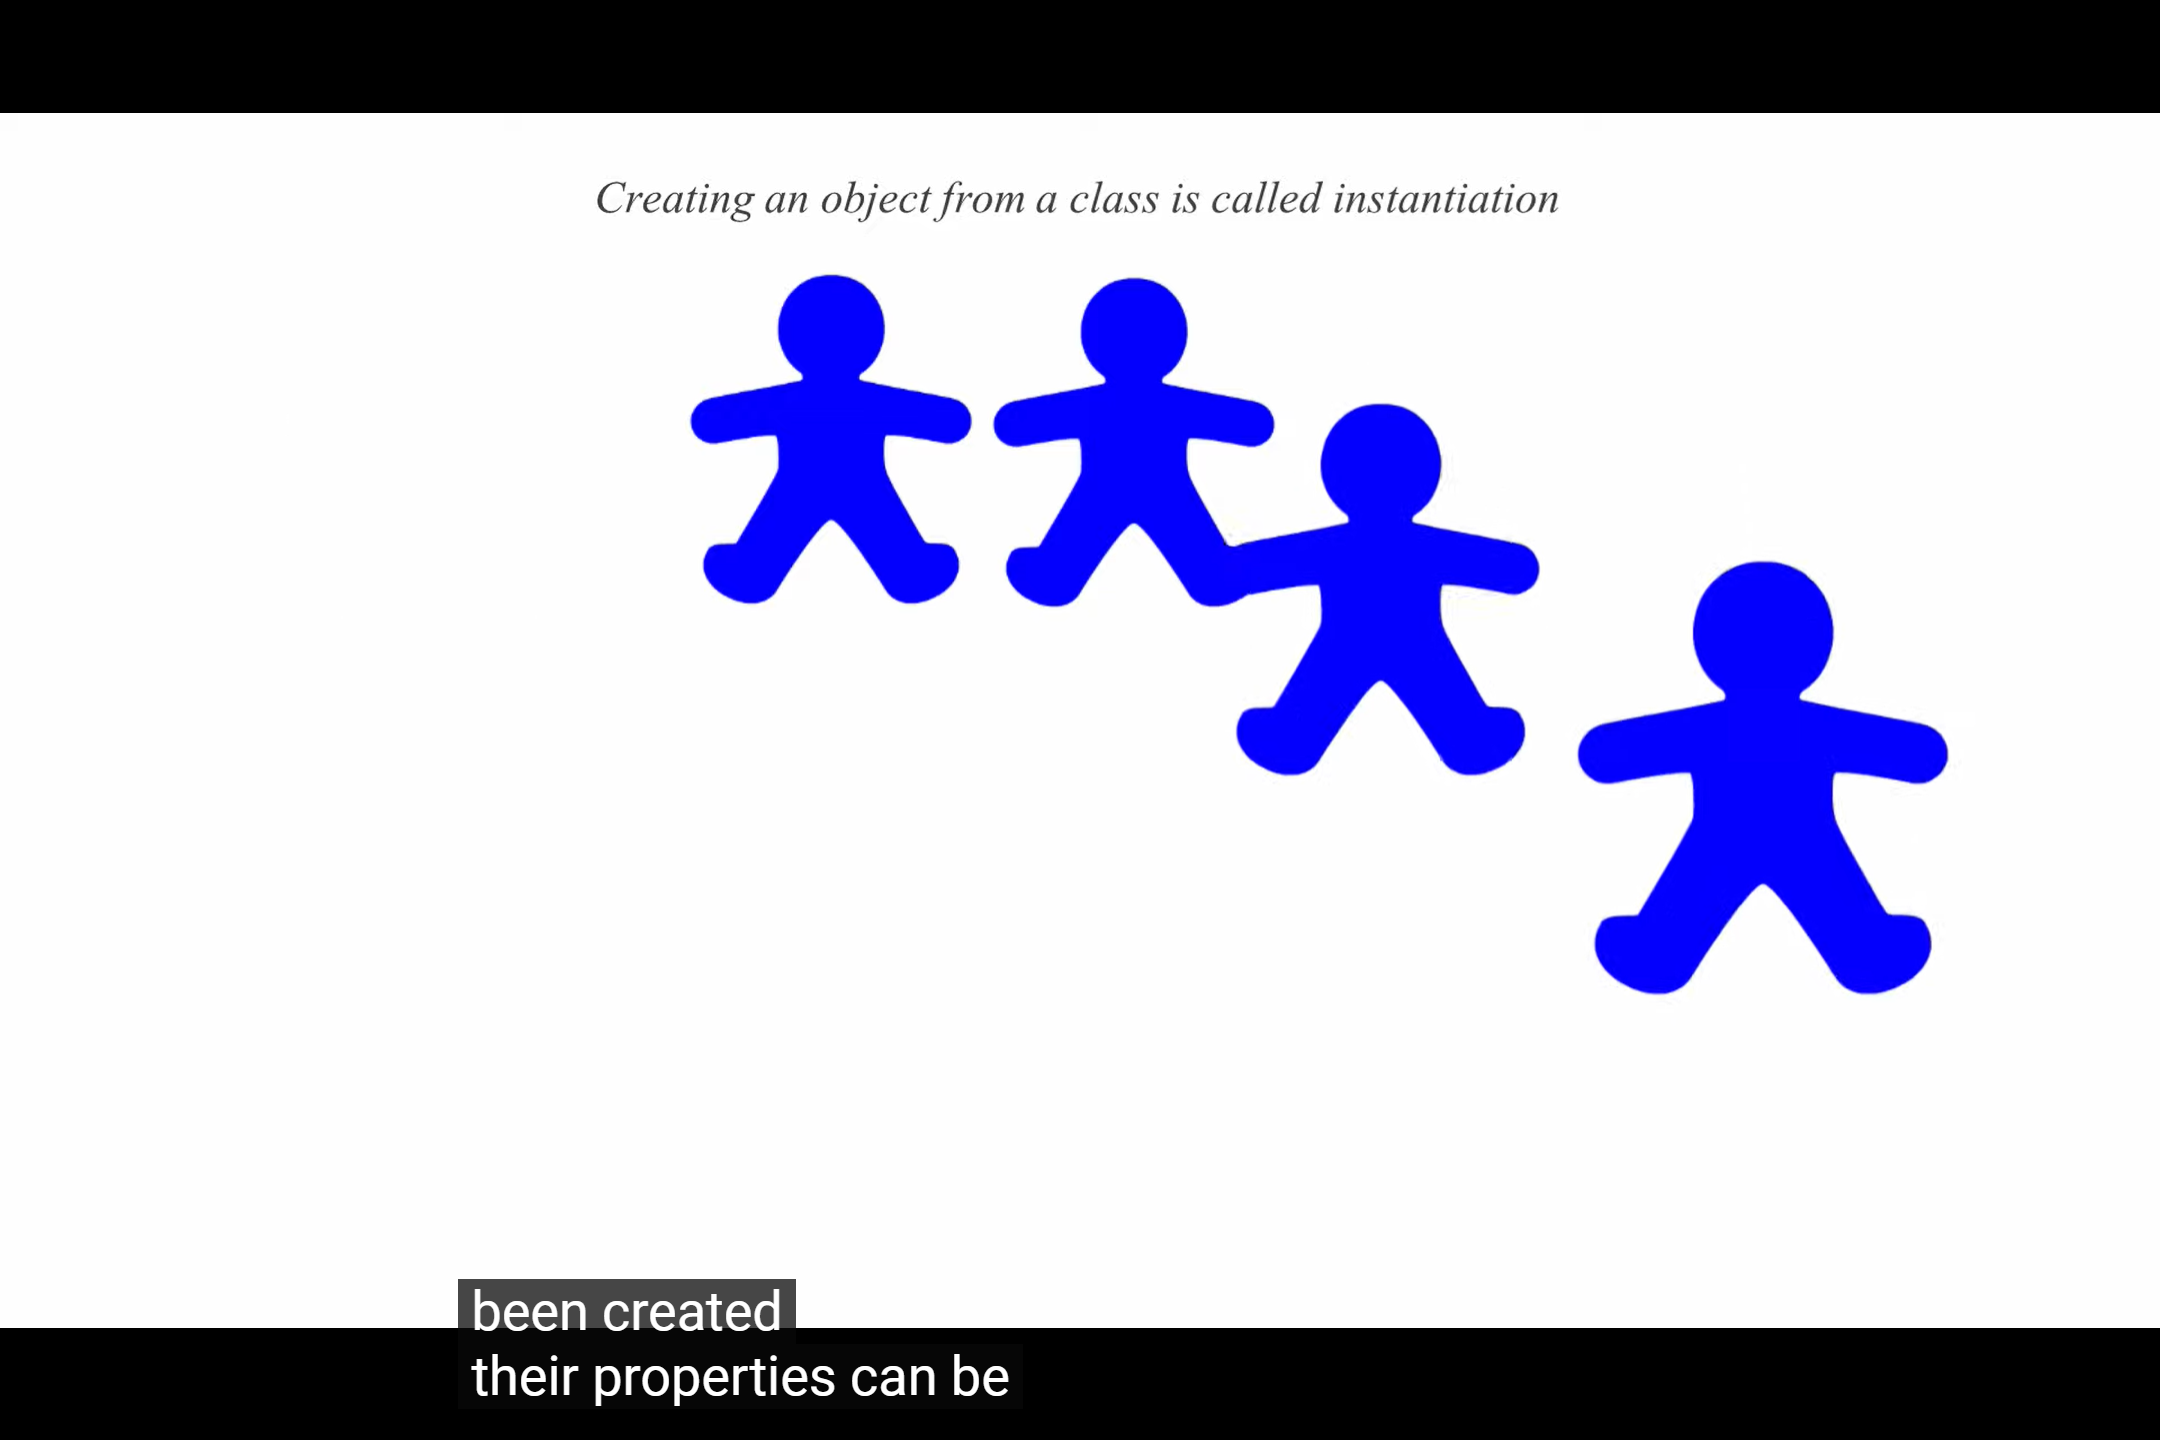 Creating an object from a class is called instantiation
been created
their properties can be